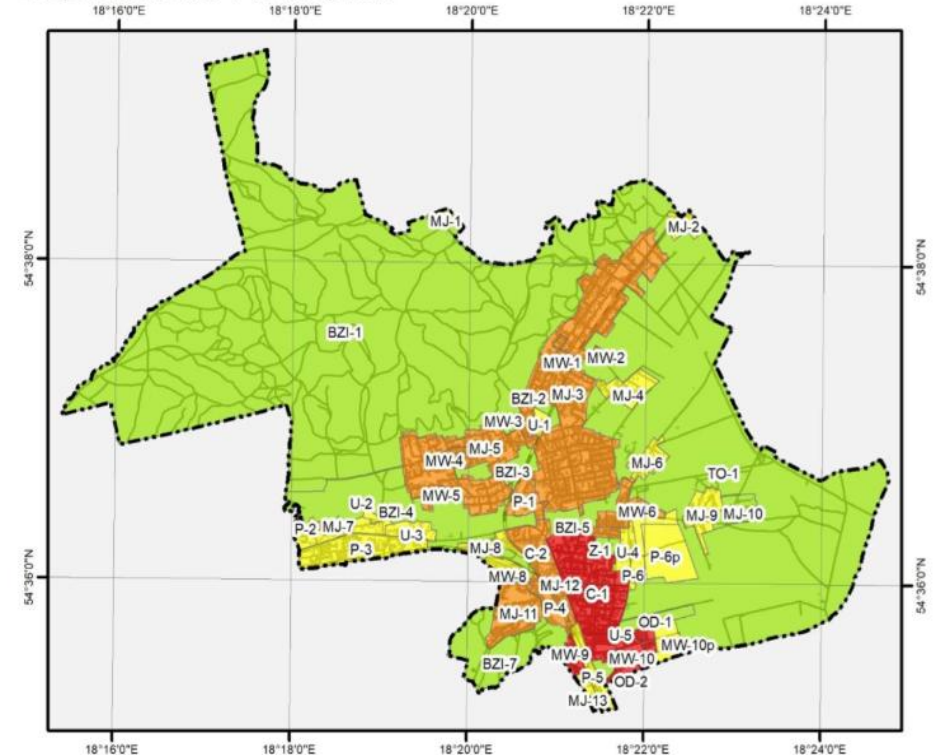 18°16'0"E 18°18'0"E 18°20'0"E 18°22'0"E 18°24'0"E
MJ-1
MJ-2
54°38'0"N 54°38'0"N
BZI-1
MW-2
MW-1
BZI-2 MJ-3 MJ-4
MW-3 U-1
MJ-5
MW-4 BZI-3 MJ-6
TO-1
MW-5 P-1
U-2 BZI-4 MW-6 MJ-9 MJ-10
P-2 MJ-7 U-3 BZI-5
P-3 MJ-8 C-2 Z-1 U-4 P-6p
MW-8 P-6
54°36'0"N MJ-12 C-1 54°36'0"N
MJ-11 P-4
OD-1
U-5
MW-9 MW-10 MW-10p
BZI-7
P-5 OD-2
MJ-13
18°16'0"E 18°18'0"E 18°20'0"E 18°22'0"E 18°24'0"E